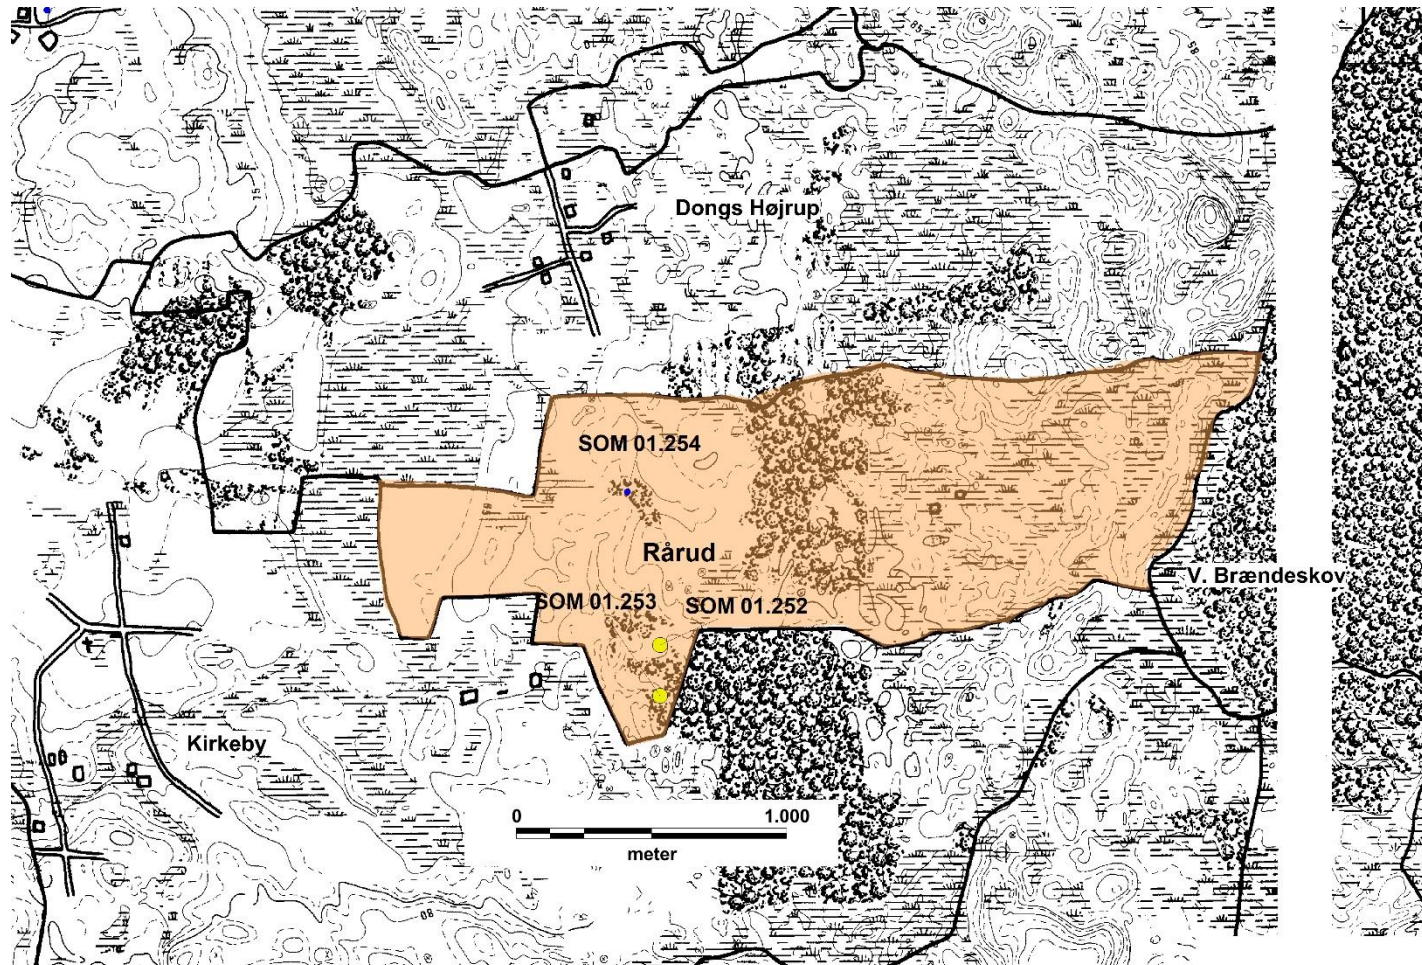 Dongs Højrup
SOM 01.254
Rårud
V. Brændeskov
SOM 01.253
SOM 01.252
Kirkeby
0
1.000
meter